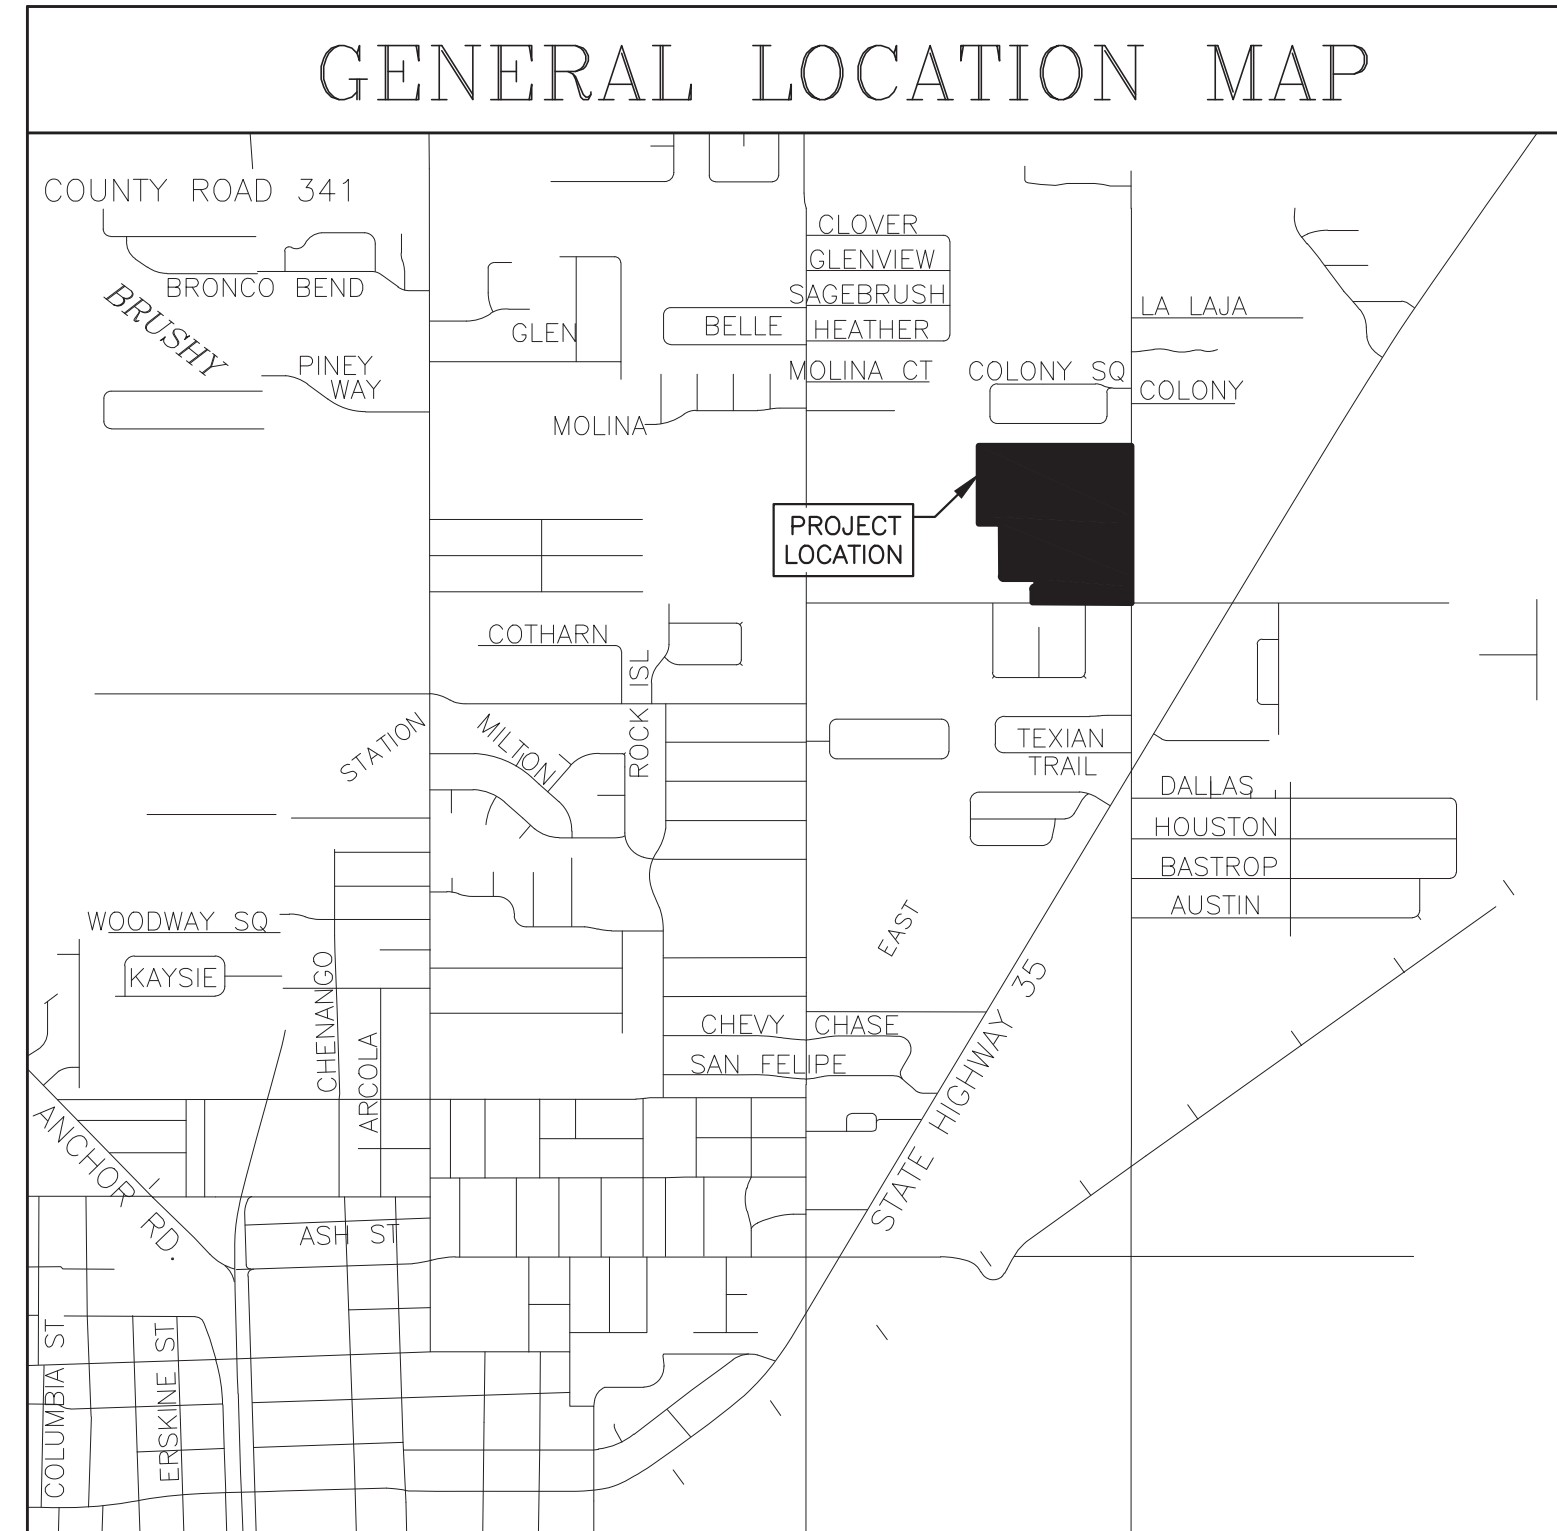 GENERAL LOCATION MAP
COUNTY ROAD 341
CLOVER
GLENVIEW
BRONCO BEND
SAGEBRUSH
BRUSHY
LA LAJA
GLEN
BELLE
HEATHER
PINEY
WAY
MOLINA CT
COLONY SQ
COLONY
MOLINA
PROJECT
LOCATION
COTHARN
ROCK ISL
STATION
MILTON
TEXIAN
TRAIL
DALLAS
HOUSTON
BASTROP
AUSTIN
WOODWAY SQ
EAST
KAYSIE
CHENANGO
ARCOLA
CHEVY CHASE
SAN FELIPE
STATE HIGHWAY 35
ANCHOR RD.
ASH ST
COLUMBIA ST
ERSKINE ST